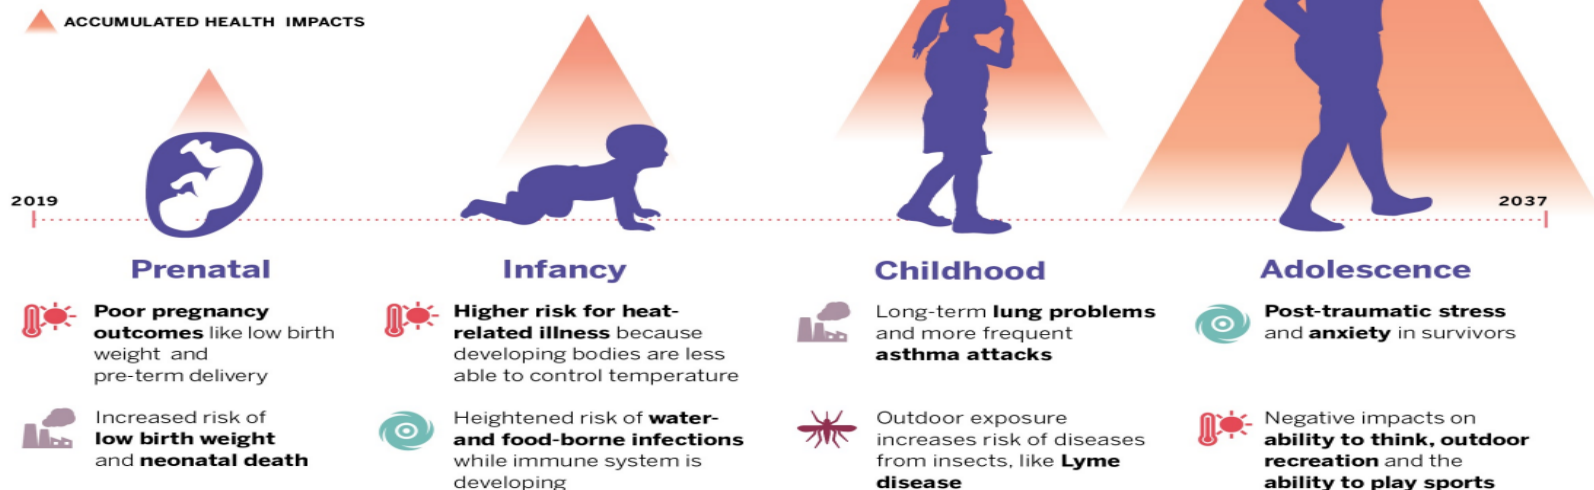 ACCUMULATED HEALTH IMPACTS
2019
2037
Prenatal
Poor pregnancy
outcomes like low birth
weight and
pre-term delivery
Increased risk of
low birth weight
and neonatal death
Infancy
Higher risk for heat-
related illness because
developing bodies are less
able to control temperature
Heightened risk of water-
and food-borne infections
while immune system is
developing
Childhood
Long-term lung problems
and more frequent
asthma attacks
Outdoor exposure
increases risk of diseases
from insects, like Lyme
disease
Adolescence
Post-traumatic stress
and anxiety in survivors
Negative impacts on
ability to think, outdoor
recreation and the
ability to play sports